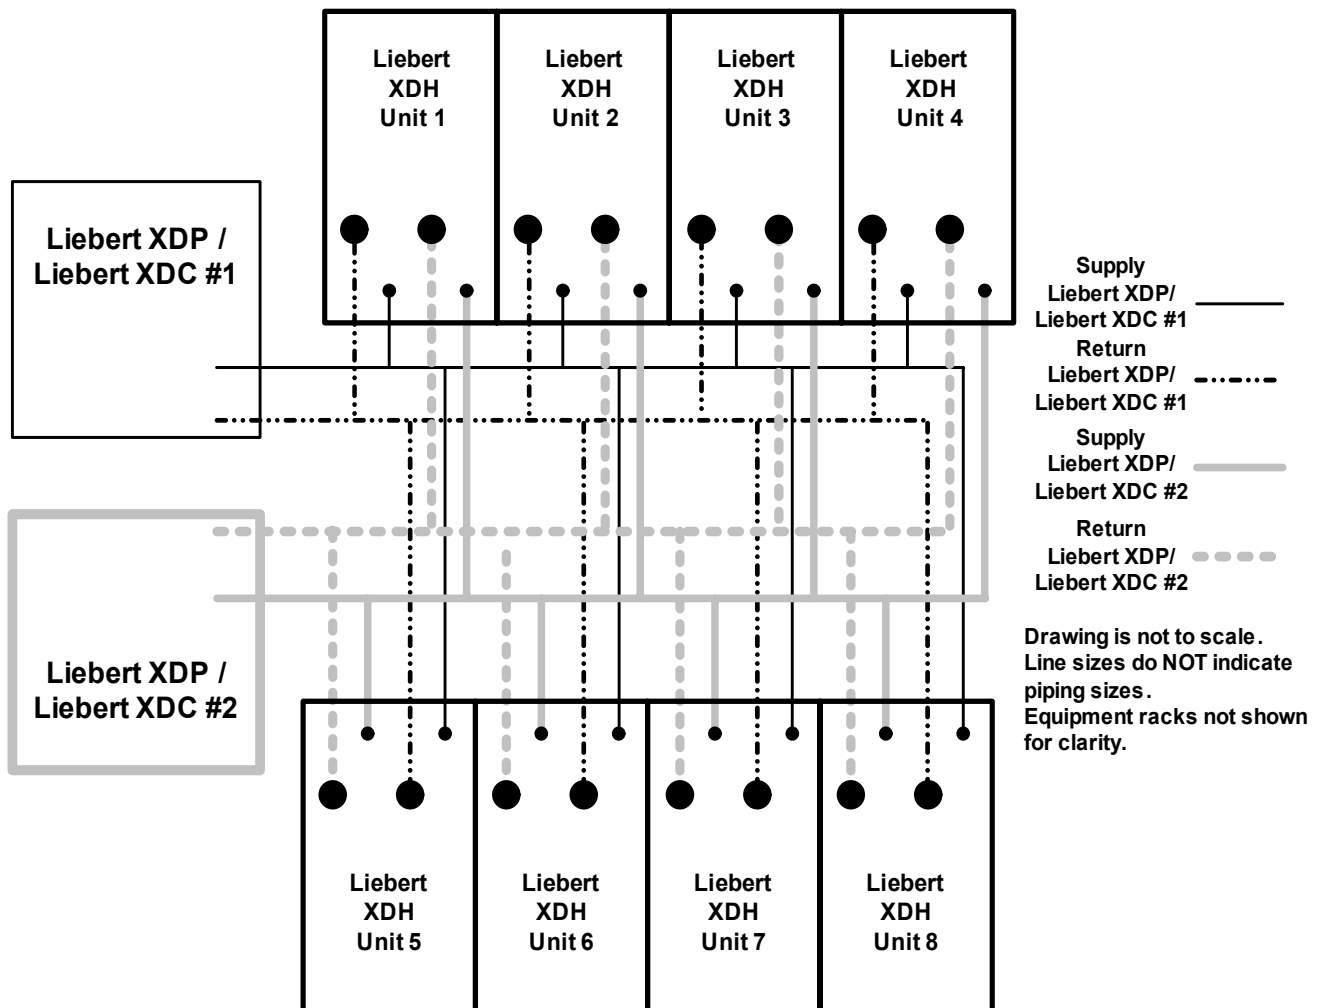 Liebert
XDH
Unit 1
Liebert
XDH
Unit 2
Liebert
XDH
Unit 3
Liebert
XDH
Unit 4
Liebert XDP /
Liebert XDC #1
Supply
Liebert XDP/
Liebert XDC #1
Return
Liebert XDP/
Liebert XDC #1
Supply
Liebert XDP/
Liebert XDC #2
Return
Liebert XDP/
Liebert XDC #2
Liebert XDP /
Liebert XDC #2
Drawing is not to scale.
Line sizes do NOT indicate
piping sizes.
Equipment racks not shown
for clarity.
Liebert
XDH
Unit 5
Liebert
XDH
Unit 6
Liebert
XDH
Unit 7
Liebert
XDH
Unit 8